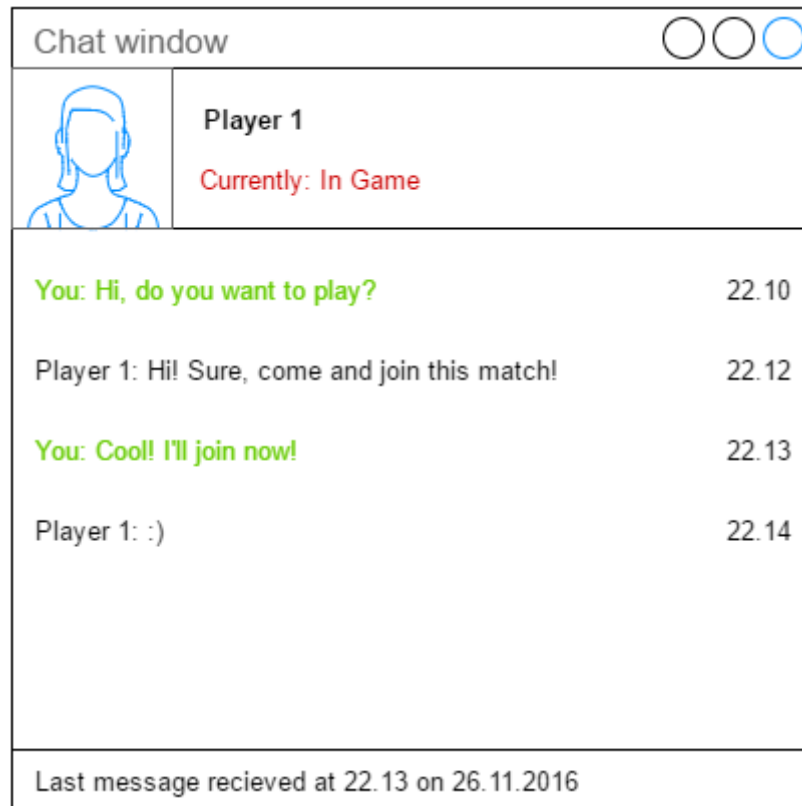 Chat window
Player 1
Currently: In Game
You: Hi, do you want to play? 22.10
Player 1: Hi! Sure, come and join this match! 22.12
You: Cool! I'll join now! 22.13
Player 1: :) 22.14
Last message recieved at 22.13 on 26.11.2016